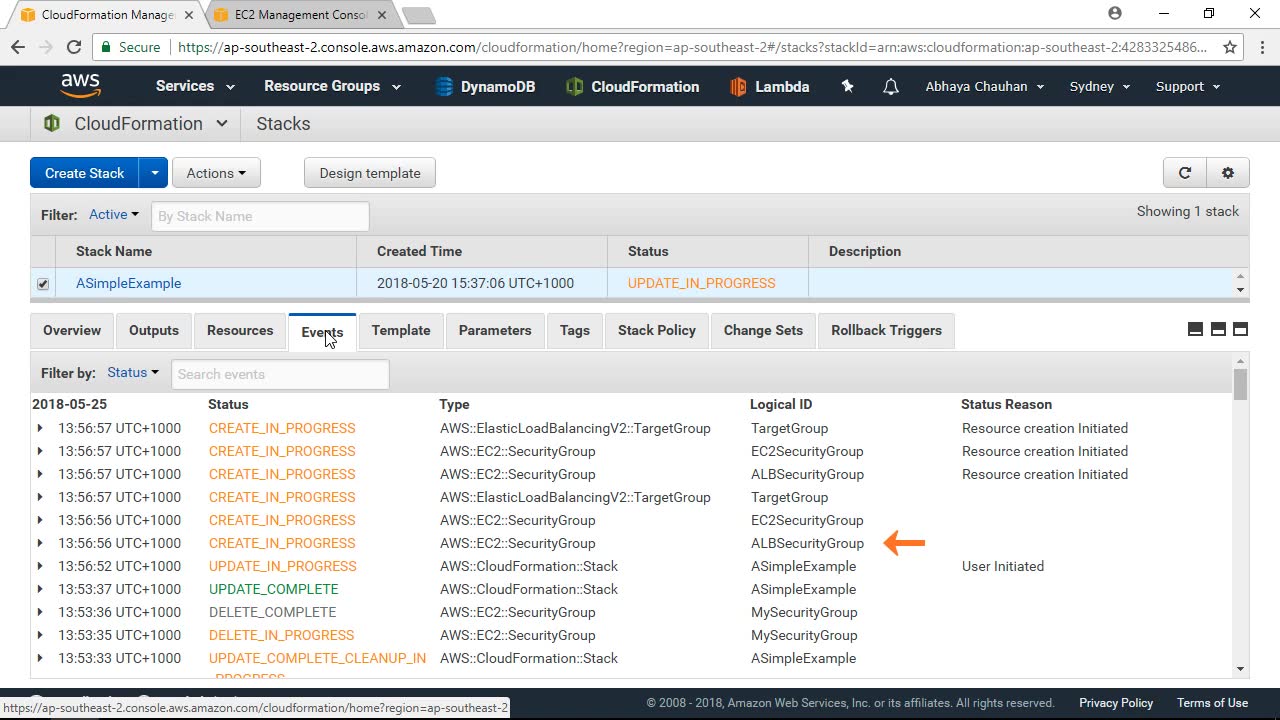 CloudFormation Manage
EC2 Management Conso
Secure https://ap-southeast-2.console.aws.amazon.com/cloudformation/home?region=ap-southeast-2#/stacks?stackId=arn:aws:cloudformation:ap-southeast-2:4283325486...
aws Services Resource Groups DynamoDB CloudFormation Lambda Abhaya Chauhan Sydney Support
CloudFormation Stacks
Create Stack Actions Design template
Filter: Active By Stack Name Showing 1 stack
Stack Name Created Time Status Description
ASimpleExample 2018-05-20 15:37:06 UTC+1000 UPDATE_IN_PROGRESS
Overview Outputs Resources Events Template Parameters Tags Stack Policy Change Sets Rollback Triggers
Filter by: Status Search events
2018-05-25 Status Type Logical ID Status Reason
13:56:57 UTC+1000 CREATE_IN_PROGRESS AWS::ElasticLoadBalancingV2::TargetGroup TargetGroup Resource creation Initiated
13:56:57 UTC+1000 CREATE_IN_PROGRESS AWS::EC2::SecurityGroup EC2SecurityGroup Resource creation Initiated
13:56:57 UTC+1000 CREATE_IN_PROGRESS AWS::EC2::SecurityGroup ALBSecurityGroup Resource creation Initiated
13:56:57 UTC+1000 CREATE_IN_PROGRESS AWS::ElasticLoadBalancingV2::TargetGroup TargetGroup
13:56:56 UTC+1000 CREATE_IN_PROGRESS AWS::EC2::SecurityGroup EC2SecurityGroup
13:56:56 UTC+1000 CREATE_IN_PROGRESS AWS::EC2::SecurityGroup ALBSecurityGroup
13:56:52 UTC+1000 UPDATE_IN_PROGRESS AWS::CloudFormation::Stack ASimpleExample User Initiated
13:53:37 UTC+1000 UPDATE_COMPLETE AWS::CloudFormation::Stack ASimpleExample
13:53:36 UTC+1000 DELETE_COMPLETE AWS::EC2::SecurityGroup MySecurityGroup
13:53:35 UTC+1000 DELETE_IN_PROGRESS AWS::EC2::SecurityGroup MySecurityGroup
13:53:33 UTC+1000 UPDATE_COMPLETE_CLEANUP_IN AWS::CloudFormation::Stack ASimpleExample
_PROGRESS
https://ap-southeast-2.console.aws.amazon.com/cloudformation/home?region=ap-southeast-2 © 2008 - 2018, Amazon Web Services, Inc. or its affiliates. All rights reserved. Privacy Policy Terms of Use